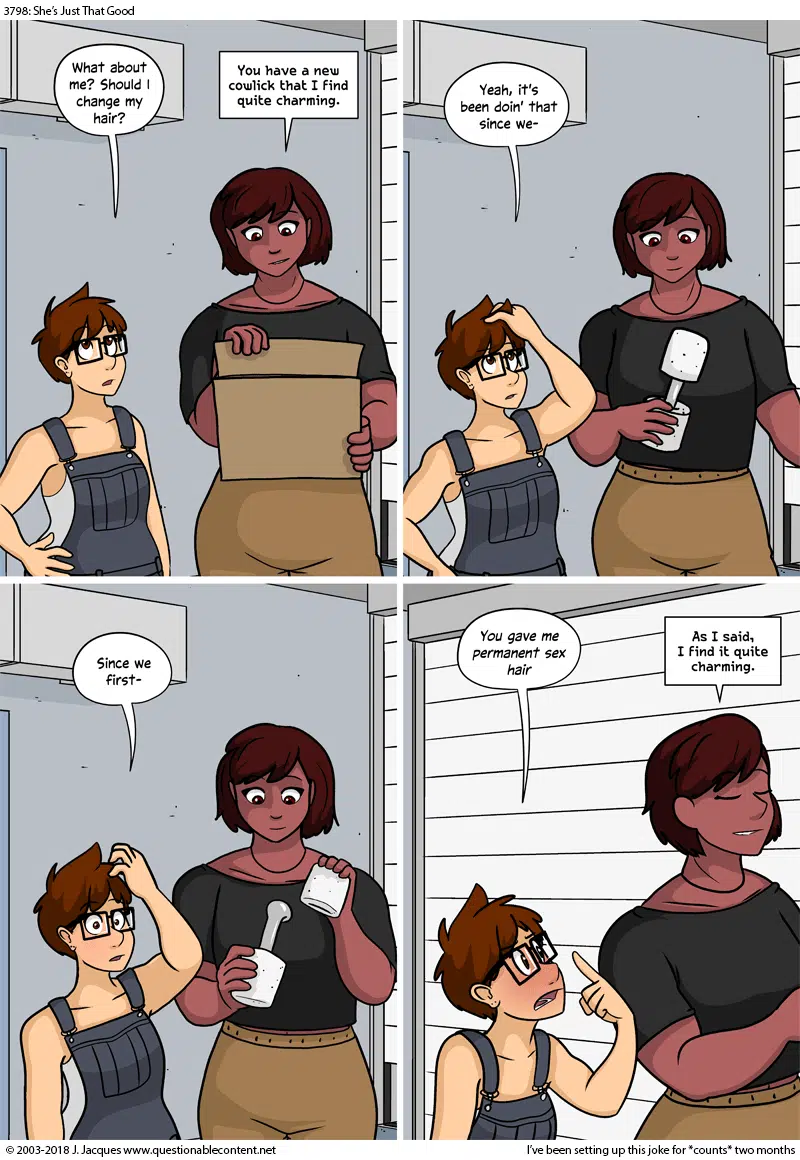 3798: She's Just That Good
What about
me? Should I
change my
hair?
You have a new
cowlick that I find
quite charming.
Yeah, it's
been doin' that
since we-
Since we
first-
You gave me
permanent sex
hair
As I said,
I find it quite
charming.
© 2003-2018 J. Jacques www.questionablecontent.net
I've been setting up this joke for *counts* two months